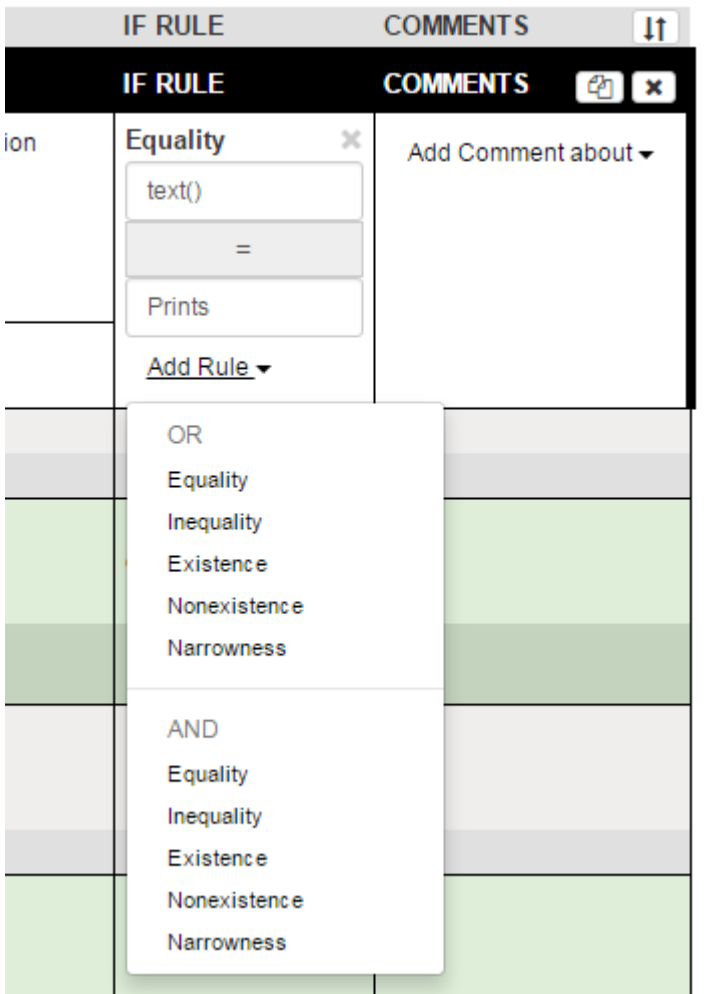 IF RULE COMMENTS
IF RULE COMMENTS
ion
Equality
Add Comment about
text()
=
Prints
Add Rule
OR
Equality
Inequality
Existence
Nonexistence
Narrowness
AND
Equality
Inequality
Existence
Nonexistence
Narrowness